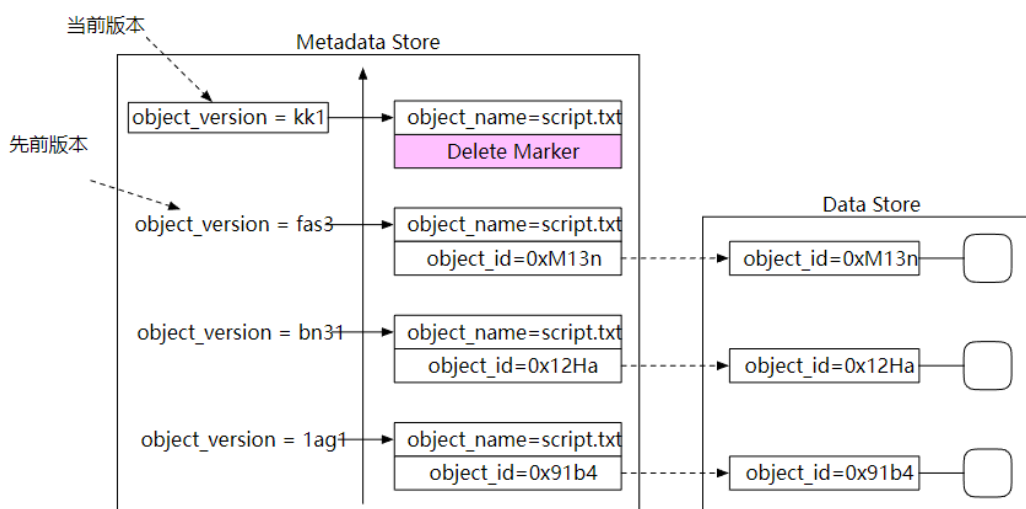 当前版本
Metadata Store
object_version = kk1
object_name=script.txt
Delete Marker
先前版本
object_version = fas3
object_name=script.txt
object_id=0xM13n
Data Store
object_id=0xM13n
object_version = bn31
object_name=script.txt
object_id=0x12Ha
object_id=0x12Ha
object_version = 1ag1
object_name=script.txt
object_id=0x91b4
object_id=0x91b4